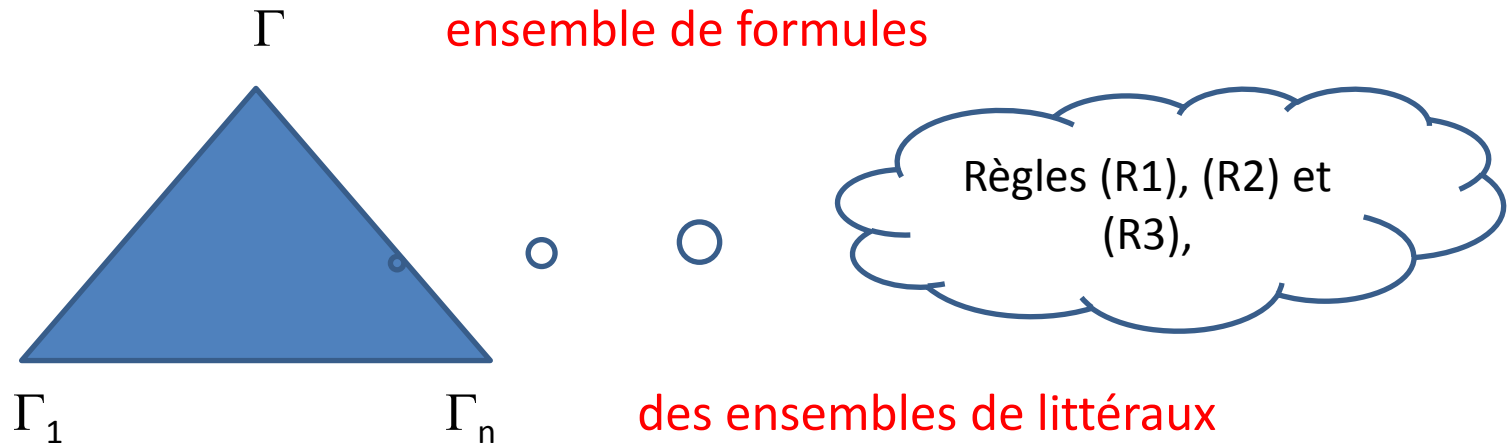 Γ ensemble de formules
Règles (R1), (R2) et
(R3),
Γ1 Γn des ensembles de littéraux